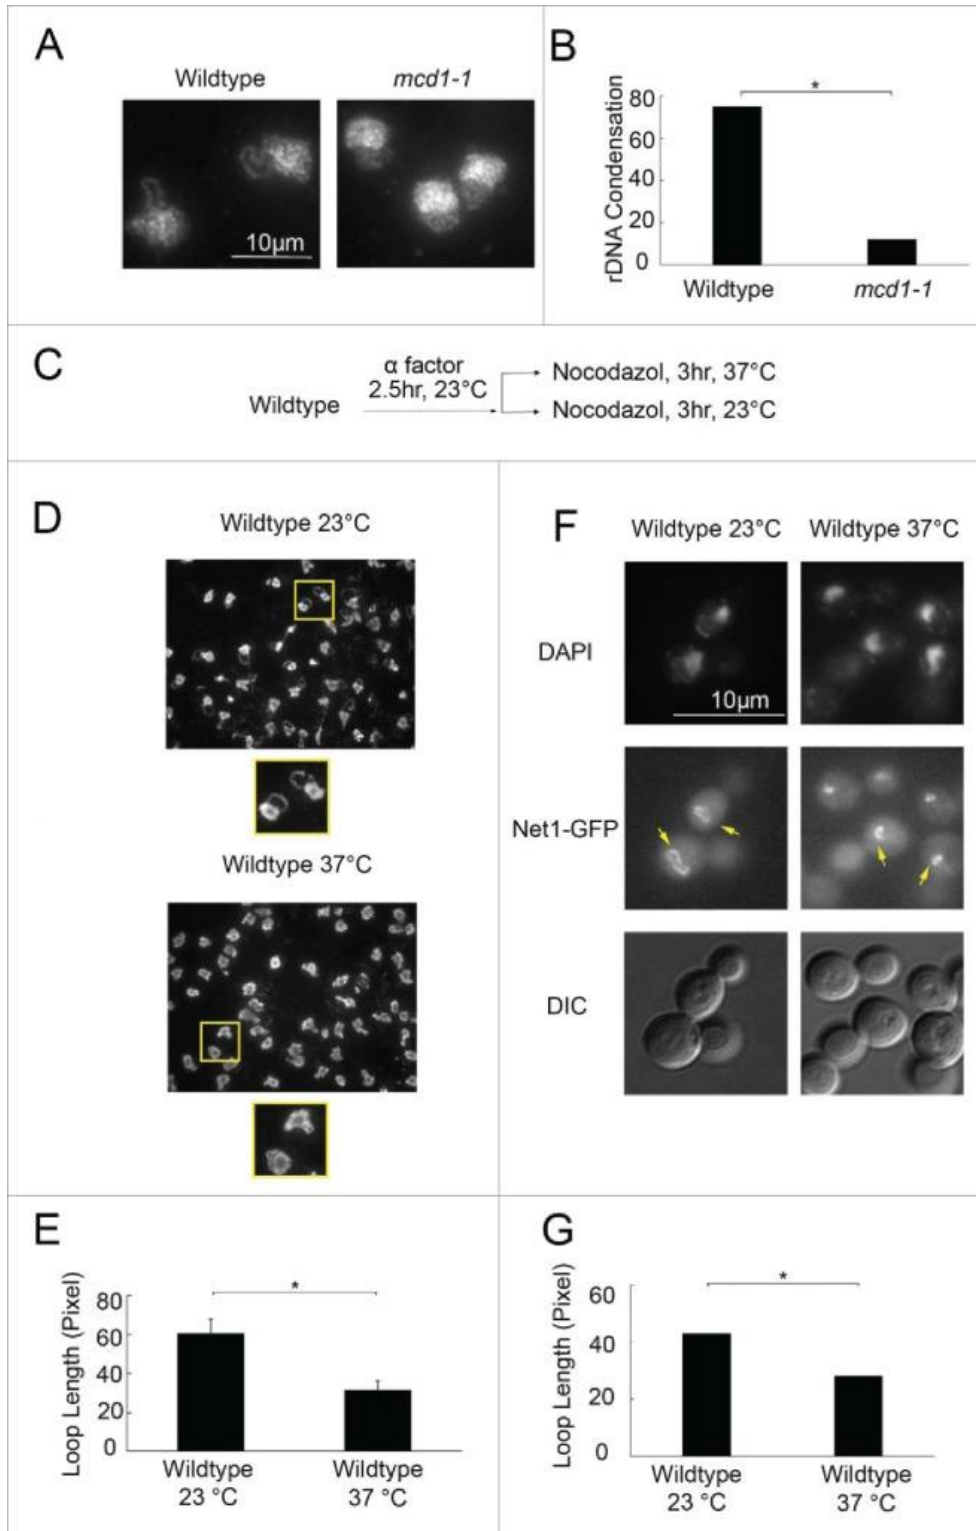 A
Wildtype
mcd1-1
10µm
B
*
rDNA Condensation
80
60
40
20
0
Wildtype
mcd1-1
C
Wildtype
α factor
2.5hr, 23°C
Nocodazol, 3hr, 37°C
Nocodazol, 3hr, 23°C
D
Wildtype 23°C
Wildtype 37°C
F
Wildtype 23°C
Wildtype 37°C
DAPI
10µm
Net1-GFP
DIC
E
*
Loop Length (Pixel)
80
60
40
20
0
Wildtype
23 °C
Wildtype
37 °C
G
*
Loop Length (Pixel)
60
40
20
0
Wildtype
23 °C
Wildtype
37 °C